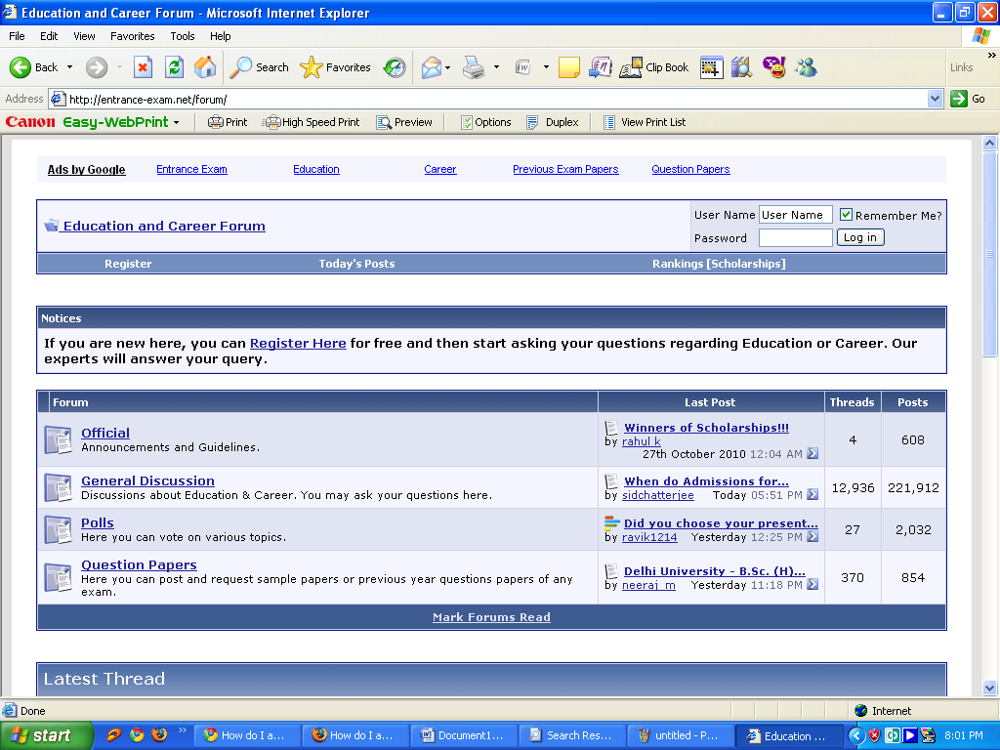 Education and Career Forum - Microsoft Internet Explorer
File Edit View Favorites Tools Help
Back Search Favorites Clip Book Links
Address http://entrance-exam.net/forum/ Go
Canon Easy-WebPrint Print High Speed Print Preview Options Duplex View Print List
Ads by Google Entrance Exam Education Career Previous Exam Papers Question Papers
Education and Career Forum
User Name User Name Remember Me?
Password Log in
Register Today's Posts Rankings [Scholarships]
Notices
If you are new here, you can Register Here for free and then start asking your questions regarding Education or Career. Our
experts will answer your query.
Forum Last Post Threads Posts
Official
Announcements and Guidelines.
Winners of Scholarships!!!
by rahul k
27th October 2010 12:04 AM
4 608
General Discussion
Discussions about Education & Career. You may ask your questions here.
When do Admissions for...
by sidchatterjee Today 05:51 PM
12,936 221,912
Polls
Here you can vote on various topics.
Did you choose your present...
by ravik1214 Yesterday 12:25 PM
27 2,032
Question Papers
Here you can post and request sample papers or previous year questions papers of any
exam.
Delhi University - B.Sc. (H)...
by neeraj_m Yesterday 11:18 PM
370 854
Mark Forums Read
Latest Thread
Done Internet
start How do I a... How do I a... Document1... Search Res... untitled - P... Education ... 8:01 PM